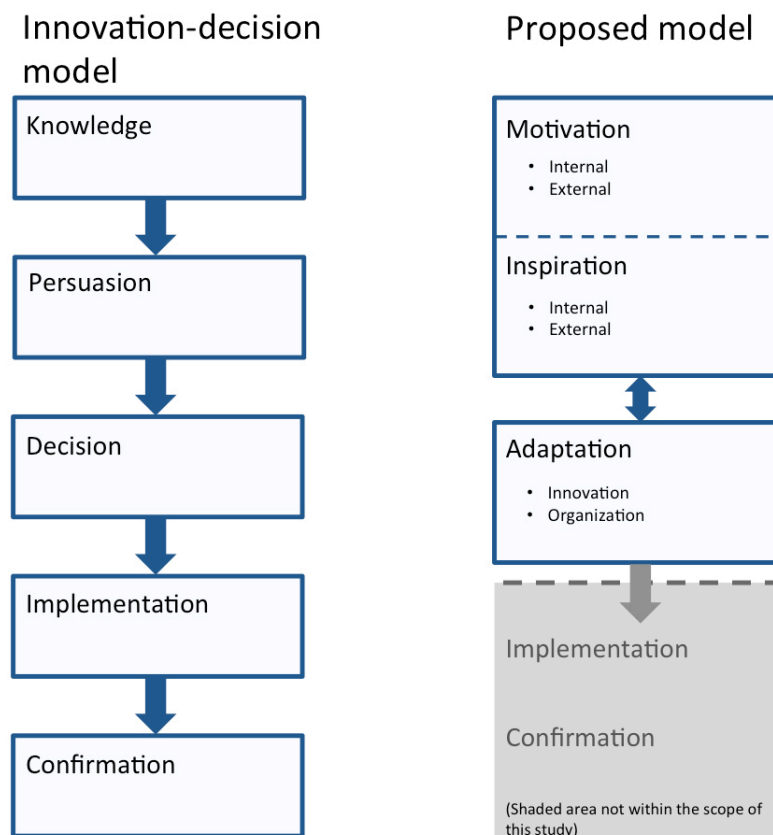 Innovation-decision
model
Knowledge
Persuasion
Decision
Implementation
Confirmation
Proposed model
Motivation
• Internal
• External
Inspiration
• Internal
• External
Adaptation
• Innovation
• Organization
Implementation
Confirmation
(Shaded area not within the scope of
this study)